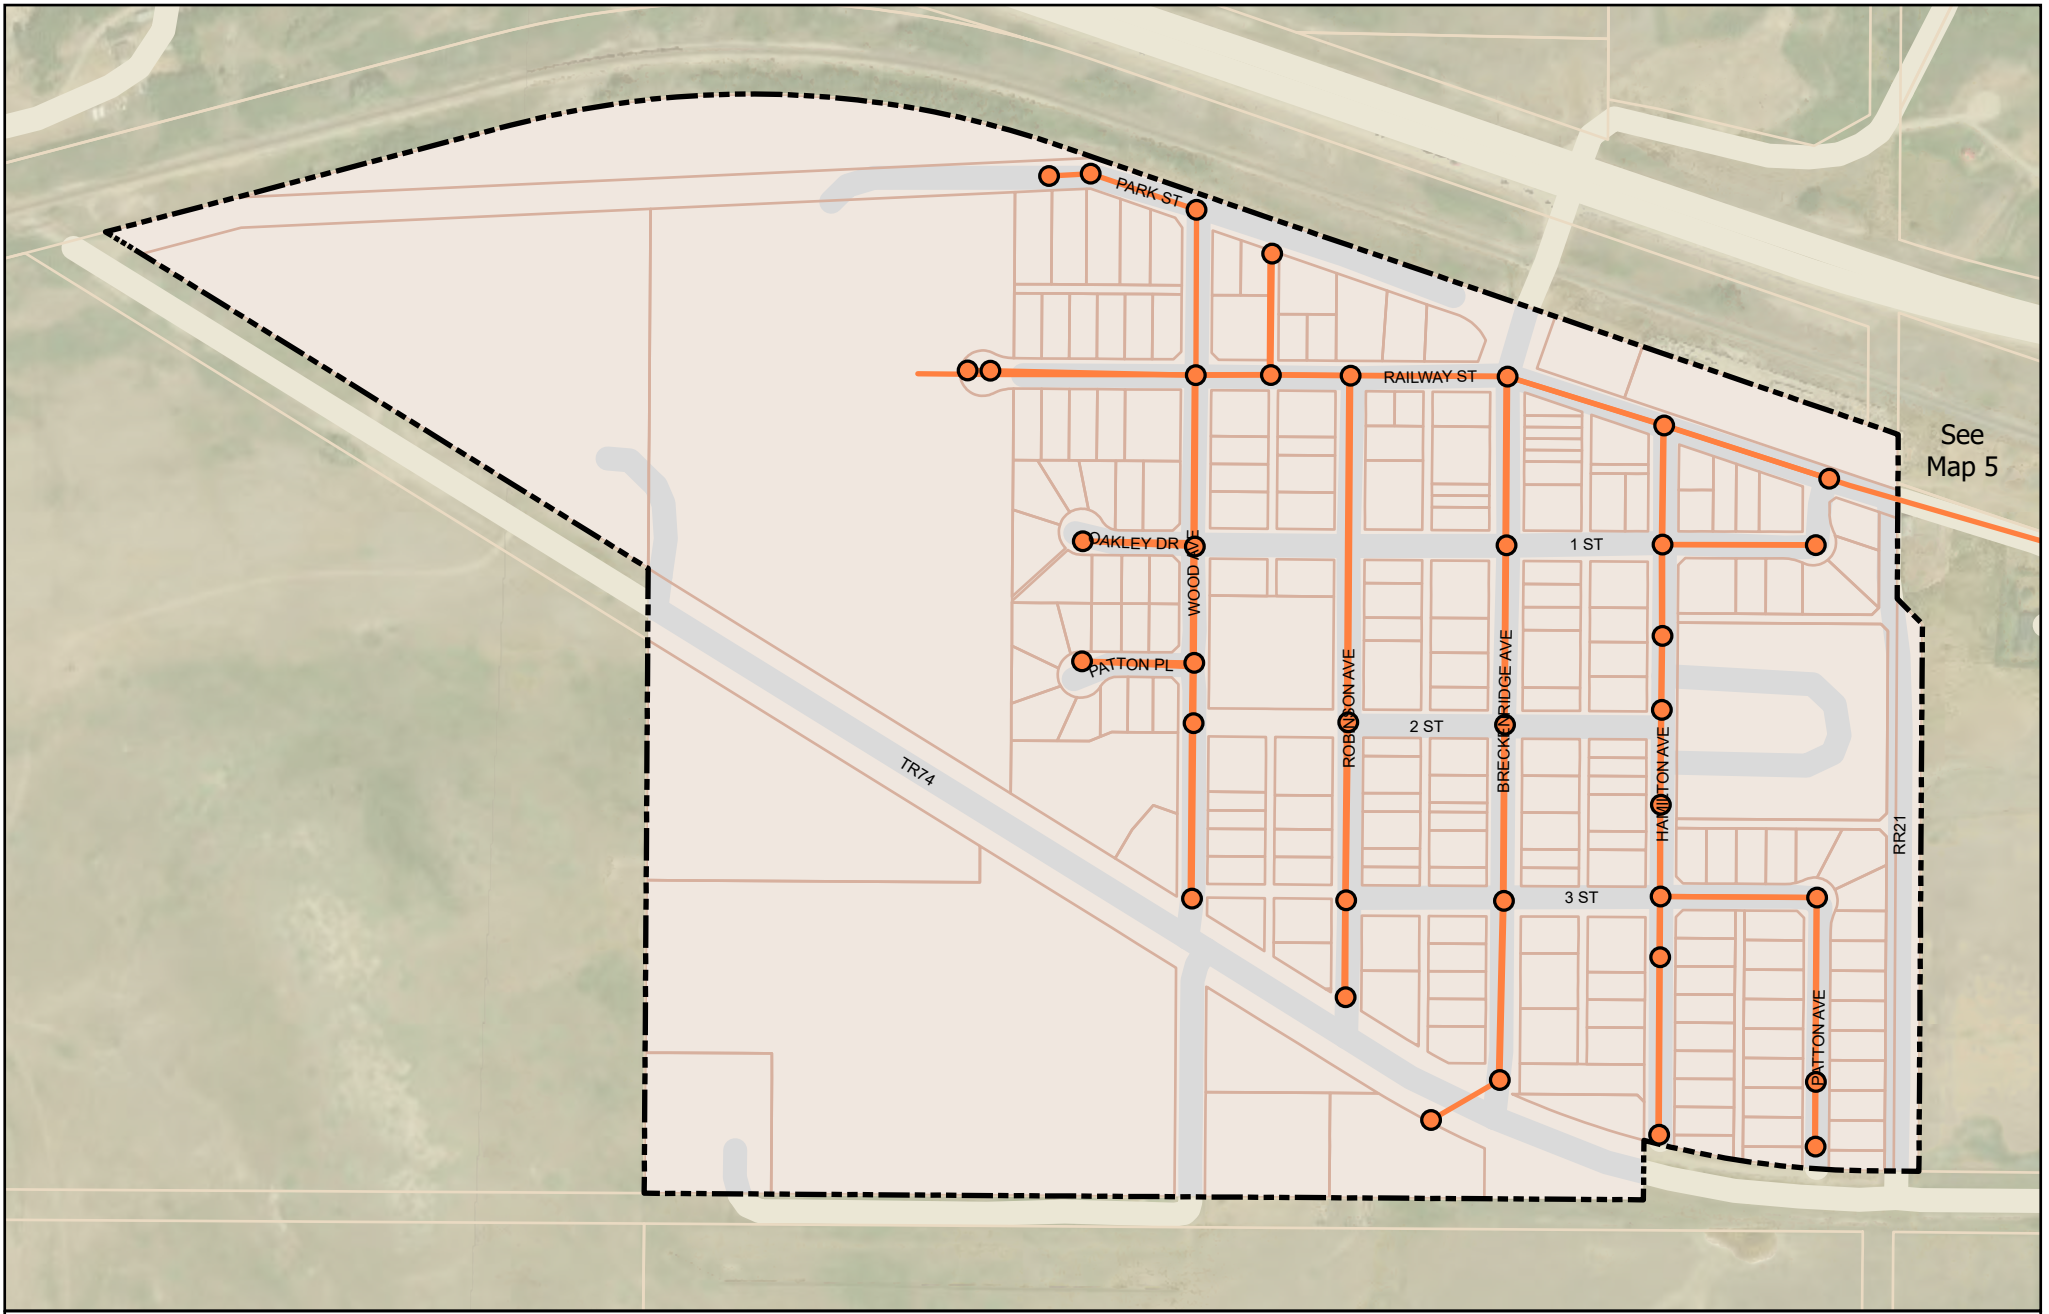 PARK ST
RAILWAY ST
See
Map 5
OAKLEY DR
1 ST
WOOD AVE
PATTON PL
ROBINSON AVE
BRECKENRIDGE AVE
2 ST
HAMILTON AVE
TR74
RR21
3 ST
PATTON AVE